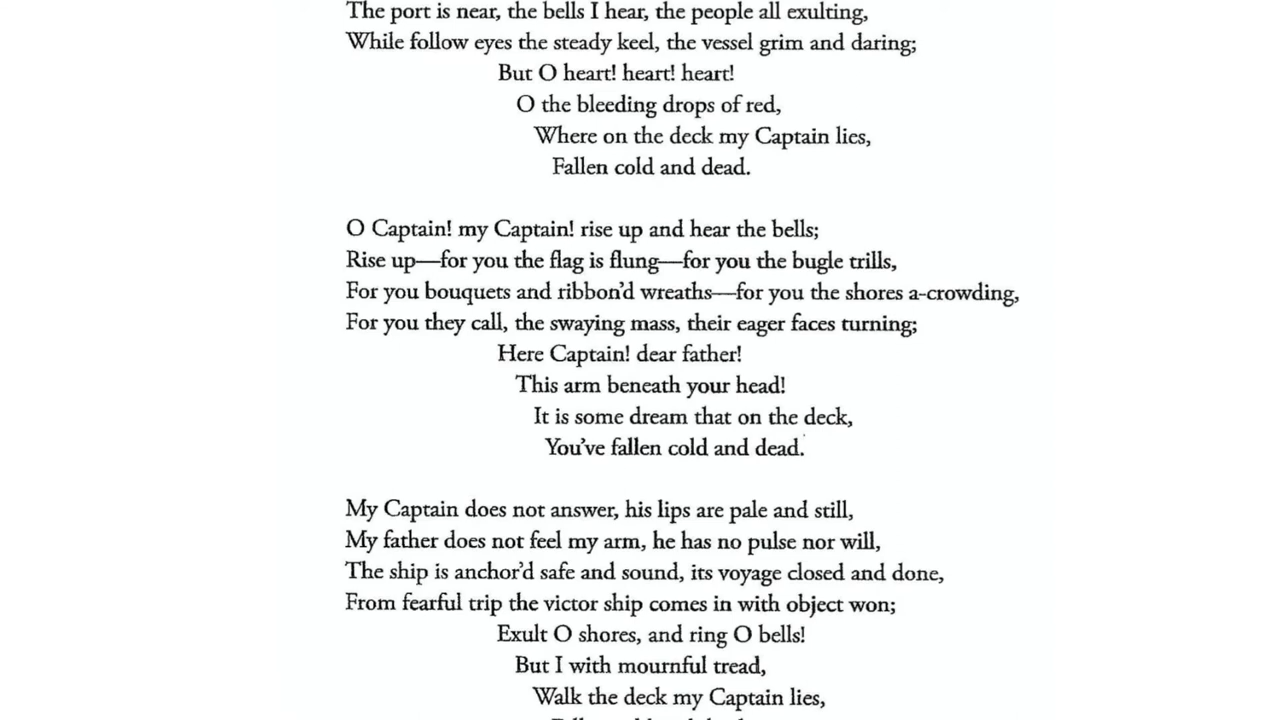 The port is near, the bells I hear, the people all exulting,
While follow eyes the steady keel, the vessel grim and daring;
But O heart! heart! heart!
O the bleeding drops of red,
Where on the deck my Captain lies,
Fallen cold and dead.
O Captain! my Captain! rise up and hear the bells;
Rise up—for you the flag is flung—for you the bugle trills,
For you bouquets and ribbon'd wreaths—for you the shores a-crowding,
For you they call, the swaying mass, their eager faces turning;
Here Captain! dear father!
This arm beneath your head!
It is some dream that on the deck,
You've fallen cold and dead.
My Captain does not answer, his lips are pale and still,
My father does not feel my arm, he has no pulse nor will,
The ship is anchor'd safe and sound, its voyage closed and done,
From fearful trip the victor ship comes in with object won;
Exult O shores, and ring O bells!
But I with mournful tread,
Walk the deck my Captain lies,